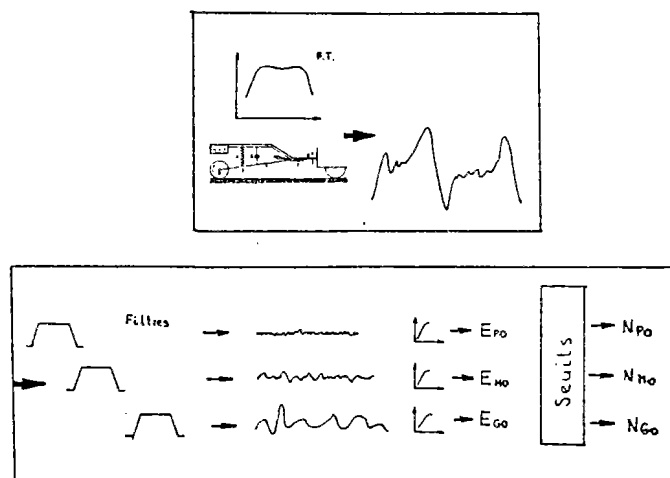 F.T.
Filtres
E PO
N PO
E MO
Seuils
N MO
E GO
N GO